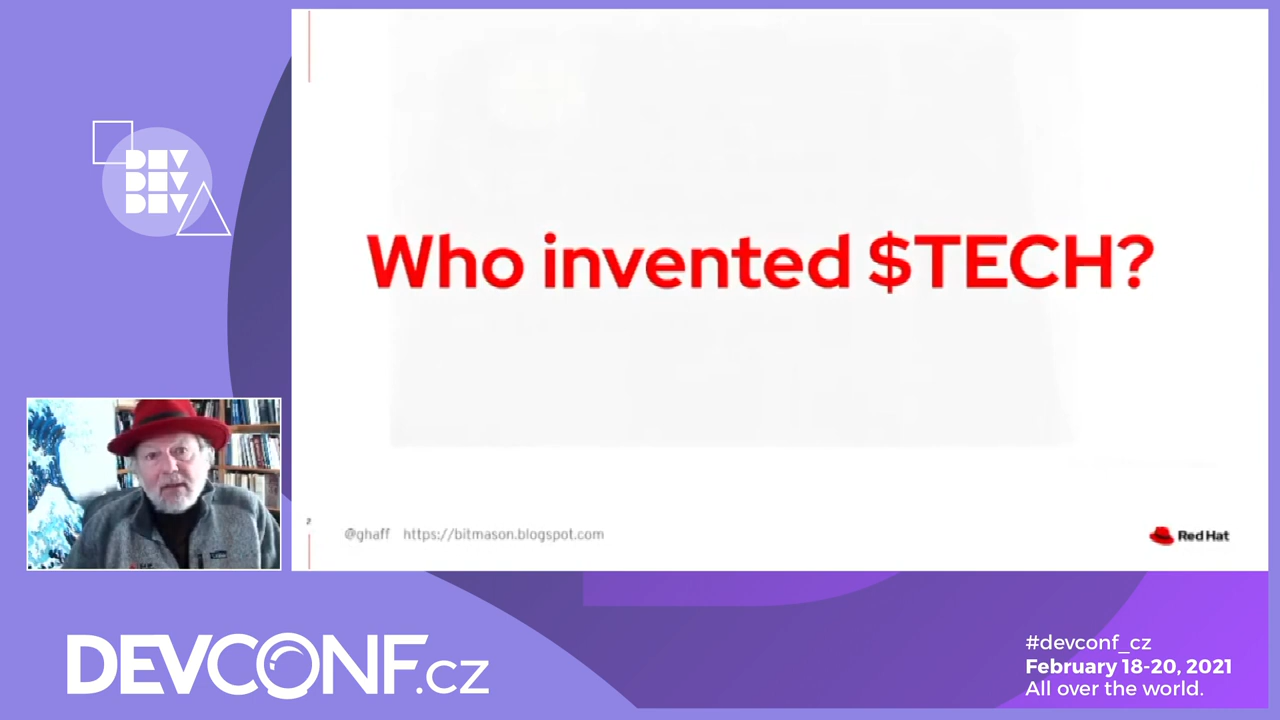 DEV
DEV
DEV
Who invented $TECH?
2
@ghaff https://bitmason.blogspot.com
Red Hat
DEVCONF.cz
#devconf_cz
February 18-20, 2021
All over the world.